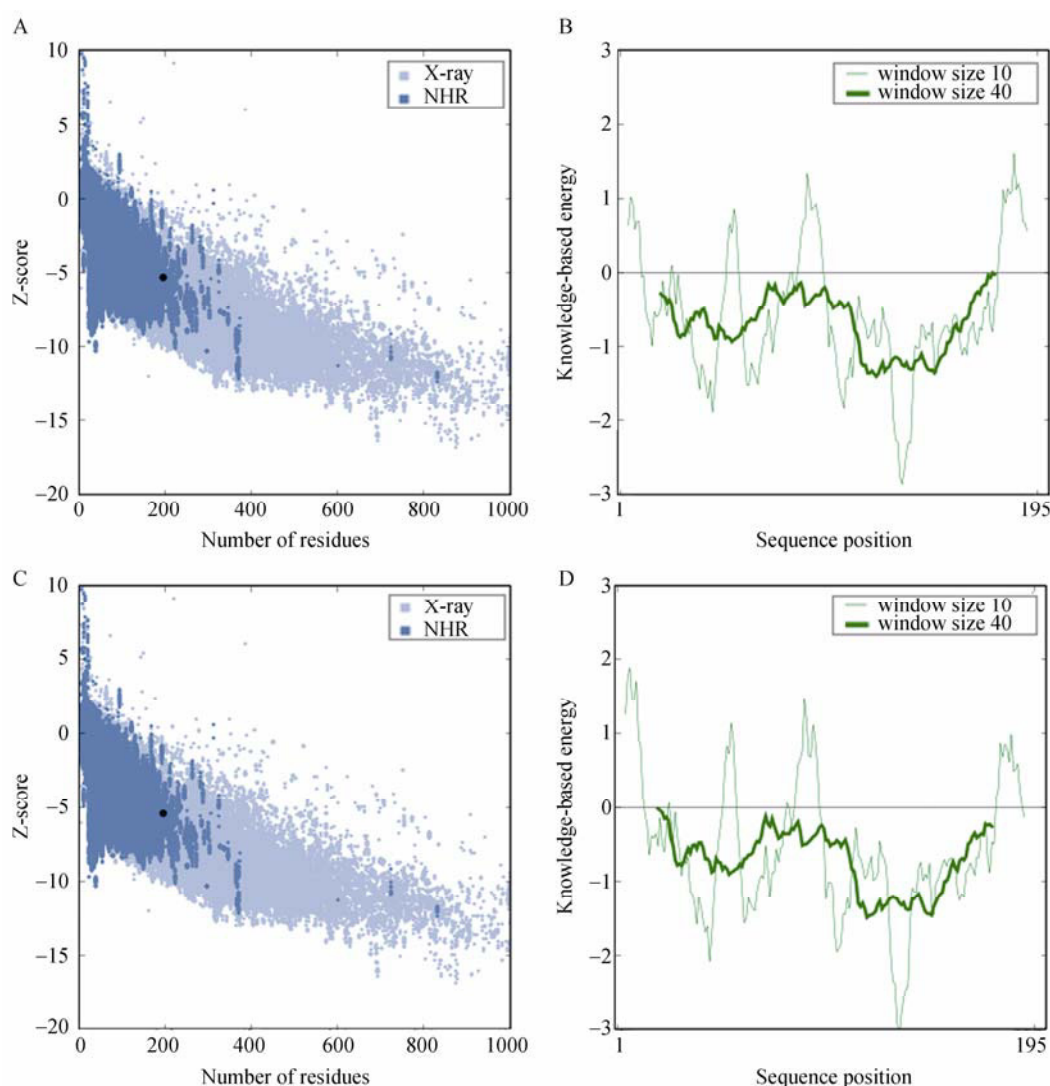 A
10
5
0
−5
−10
−15
−20
0
200
400
600
800
1000
Z-score
Number of residues
X-ray
NHR
B
3
2
1
0
−1
−2
−3
1
195
Knowledge-based energy
Sequence position
window size 10
window size 40
C
10
5
0
−5
−10
−15
−20
0
200
400
600
800
1000
Z-score
Number of residues
X-ray
NHR
D
3
2
1
0
−1
−2
−3
1
195
Knowledge-based energy
Sequence position
window size 10
window size 40